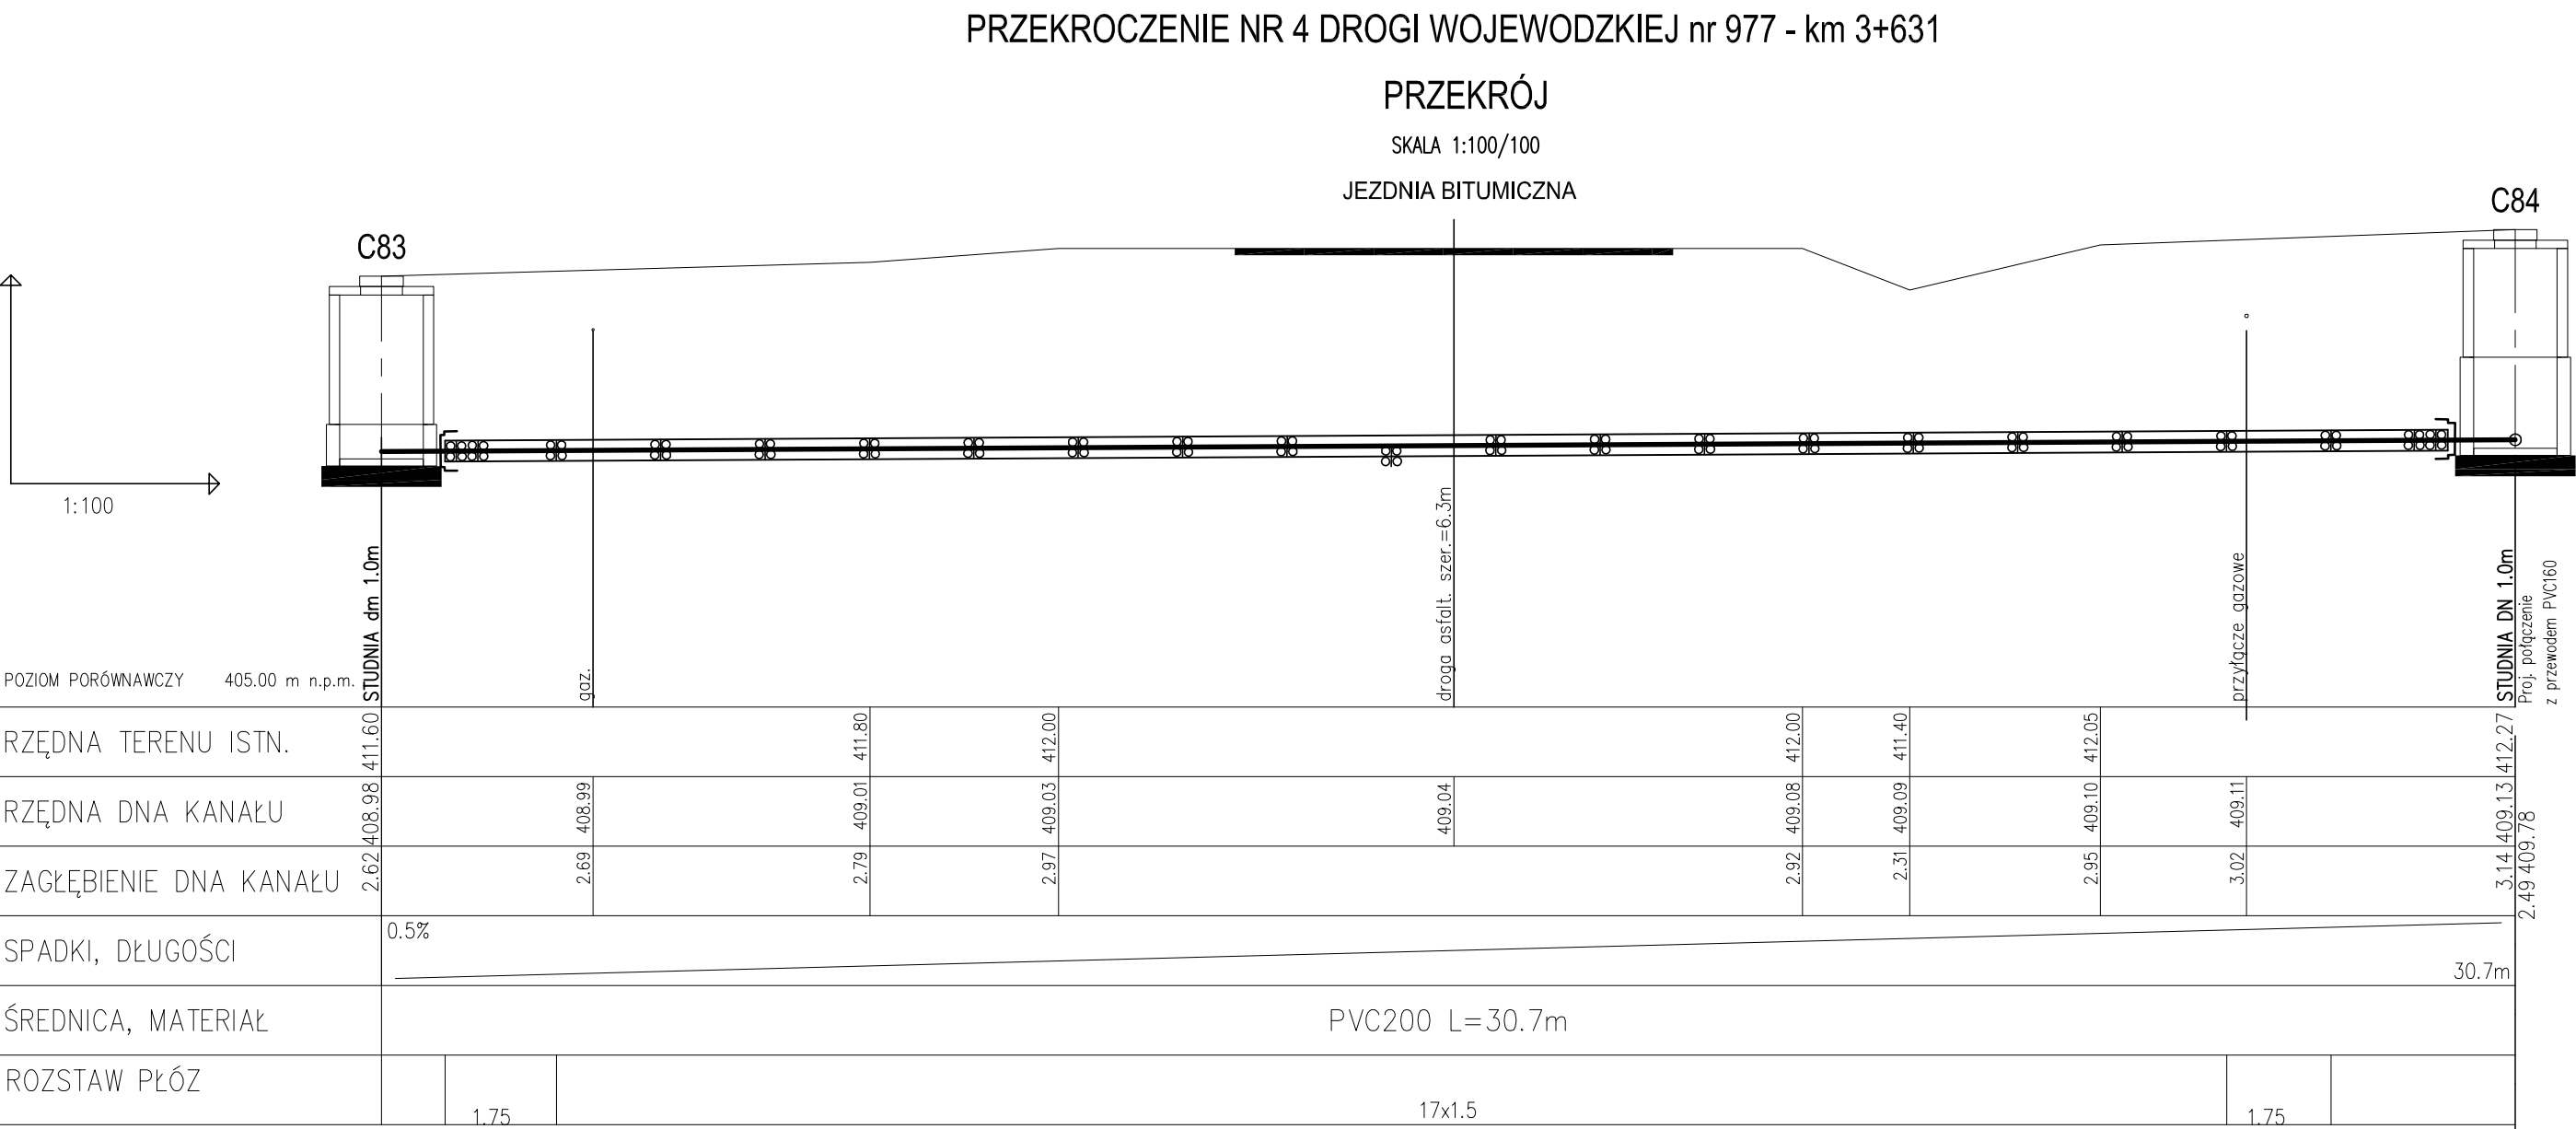 PRZEKROCZENIE NR 4 DROGI WOJEWODZKIEJ nr 977 - km 3+631
PRZEKRÓJ
SKALA 1:100/100
JEZDNIA BITUMICZNA
C83
C84
1:100
STUDNIA dm 1.0m
gaz.
droga asfalt. szer.=6.3m
przyłącze gazowe
STUDNIA DN 1.0m
Proj. połączenie
z przewodem PVC160
POZIOM PORÓWNAWCZY 405.00 m n.p.m.
RZĘDNA TERENU ISTN. 411.60 411.80 412.00 412.00 411.40 412.05 412.27
RZĘDNA DNA KANAŁU 408.98 408.99 409.01 409.03 409.04 409.08 409.09 409.10 409.11 409.13 409.78
ZAGŁĘBIENIE DNA KANAŁU 2.62 2.69 2.79 2.97 2.92 2.31 2.95 3.02 3.14 2.49
SPADKI, DŁUGOŚCI 0.5% 30.7m
ŚREDNICA, MATERIAŁ PVC200 L=30.7m
ROZSTAW PŁÓZ 1.75 17x1.5 1.75